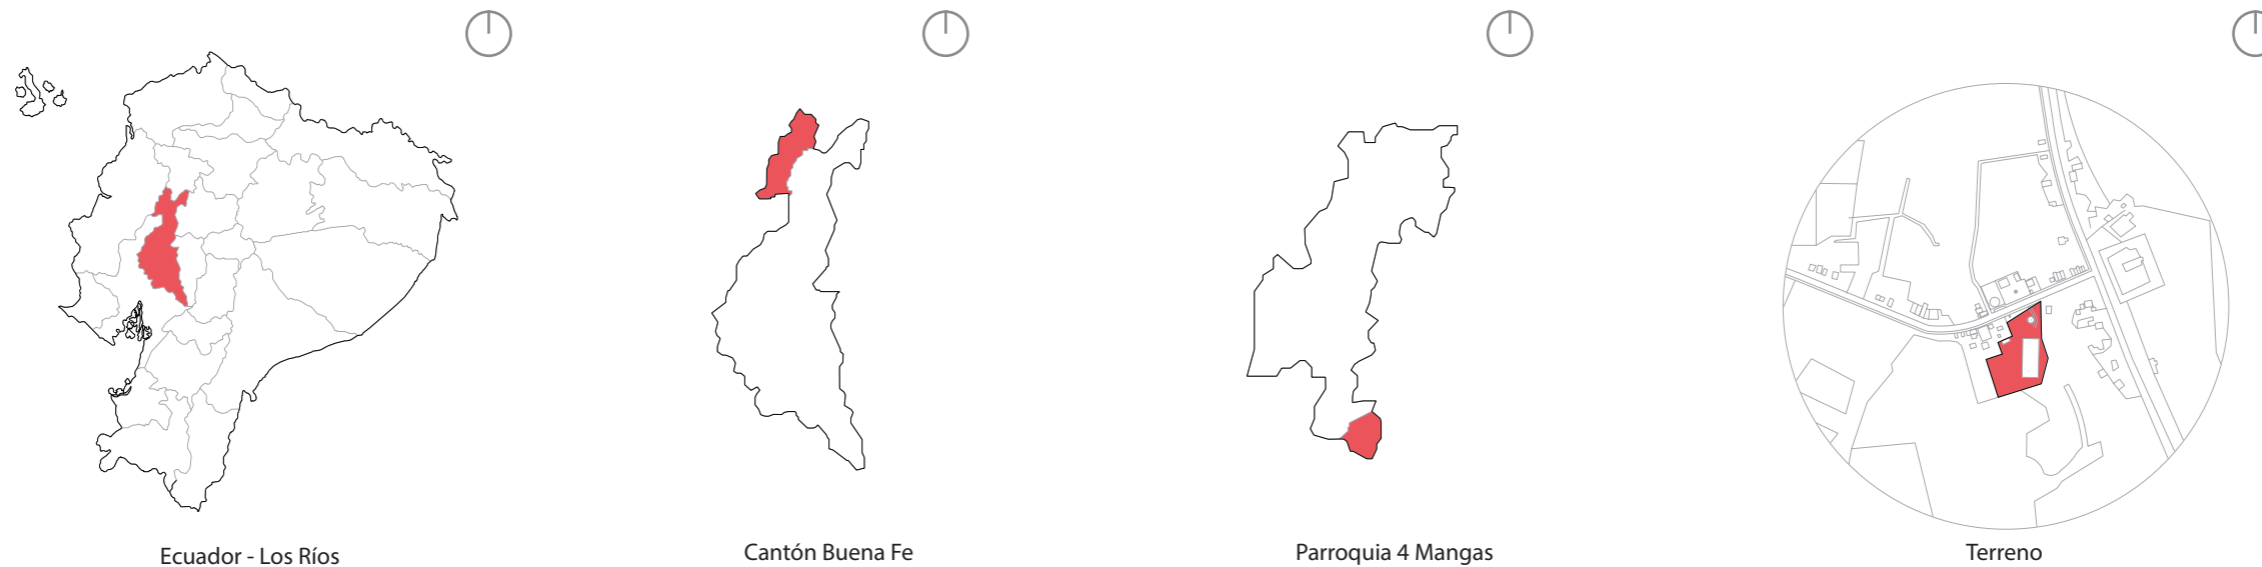 Ecuador - Los Ríos
Cantón Buena Fe
Parroquia 4 Mangas
Terreno